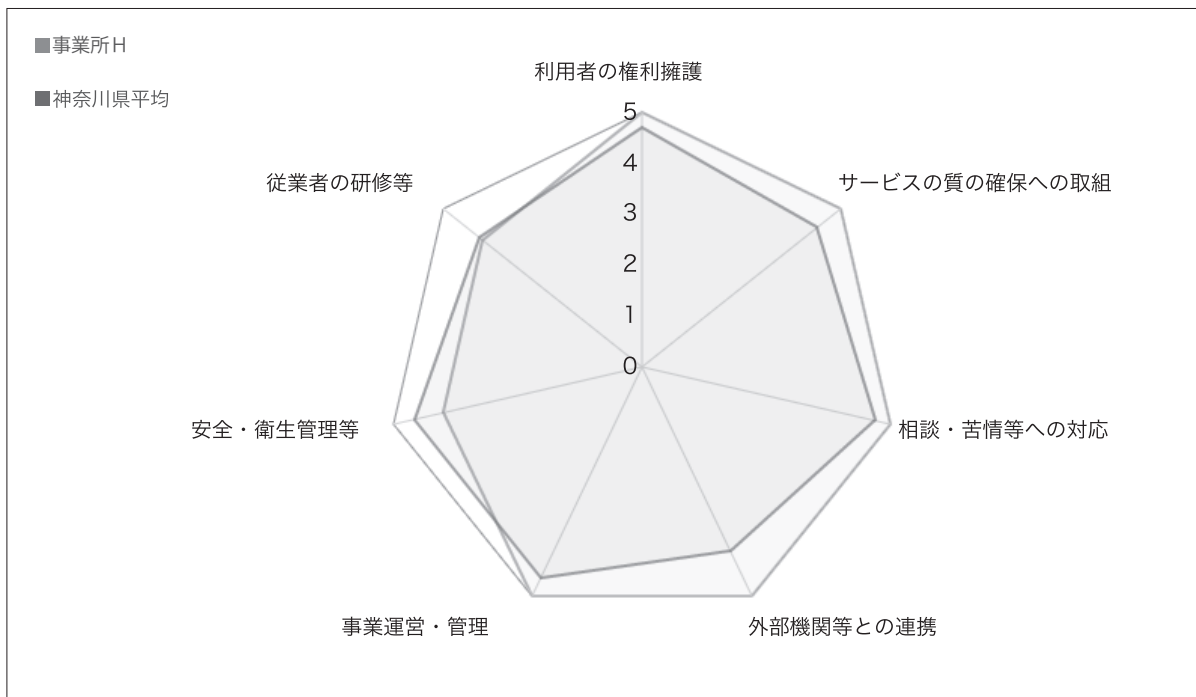 事業所H
神奈川県平均
利用者の権利擁護
5
4
3
2
1
0
従業者の研修等
サービスの質の確保への取組
安全・衛生管理等
相談・苦情等への対応
事業運営・管理
外部機関等との連携